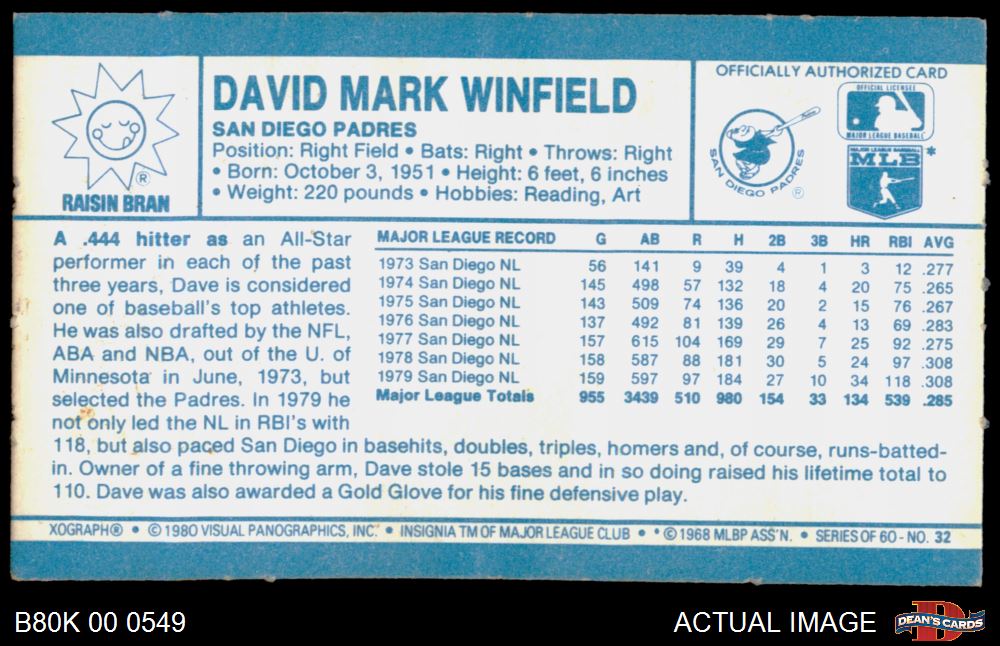 RAISIN BRAN
®
DAVID MARK WINFIELD
SAN DIEGO PADRES
Position: Right Field • Bats: Right • Throws: Right
• Born: October 3, 1951 • Height: 6 feet, 6 inches
• Weight: 220 pounds • Hobbies: Reading, Art
OFFICIALLY AUTHORIZED CARD
SAN DIEGO PADRES
®
OFFICIAL LICENSEE
MAJOR LEAGUE BASEBALL
MAJOR LEAGUE BASEBALL
MLB *
A .444 hitter as an All-Star
performer in each of the past
three years, Dave is considered
one of baseball's top athletes.
He was also drafted by the NFL,
ABA and NBA, out of the U. of
Minnesota in June, 1973, but
selected the Padres. In 1979 he
not only led the NL in RBI's with
118, but also paced San Diego in basehits, doubles, triples, homers and, of course, runs-batted-
in. Owner of a fine throwing arm, Dave stole 15 bases and in so doing raised his lifetime total to
110. Dave was also awarded a Gold Glove for his fine defensive play.
MAJOR LEAGUE RECORD G AB R H 2B 3B HR RBI AVG
1973 San Diego NL 56 141 9 39 4 1 3 12 .277
1974 San Diego NL 145 498 57 132 18 4 20 75 .265
1975 San Diego NL 143 509 74 136 20 2 15 76 .267
1976 San Diego NL 137 492 81 139 26 4 13 69 .283
1977 San Diego NL 157 615 104 169 29 7 25 92 .275
1978 San Diego NL 158 587 88 181 30 5 24 97 .308
1979 San Diego NL 159 597 97 184 27 10 34 118 .308
Major League Totals 955 3439 510 980 154 33 134 539 .285
XOGRAPH® • © 1980 VISUAL PANOGRAPHICS, INC. • INSIGNIA TM OF MAJOR LEAGUE CLUB • * © 1968 MLBP ASS'N. • SERIES OF 60 - NO. 32
B80K 00 0549
ACTUAL IMAGE
D
DEAN'S CARDS